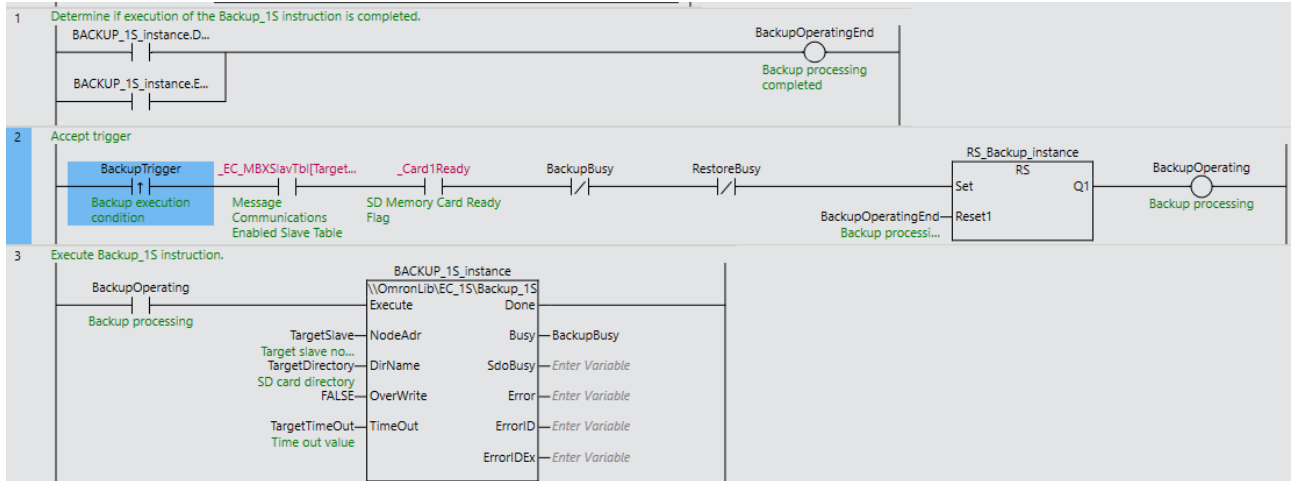 1 Determine if execution of the Backup_1S instruction is completed.
BACKUP_1S_instance.D...
BackupOperatingEnd
Backup processing
completed
BACKUP_1S_instance.E...
2 Accept trigger
BackupTrigger
Backup execution
condition
_EC_MBXSlavTbl[Target...
Message
Communications
Enabled Slave Table
_Card1Ready
SD Memory Card Ready
Flag
BackupBusy
RestoreBusy
RS_Backup_instance
RS
Set Q1
BackupOperatingEnd Reset1
Backup processi...
BackupOperating
Backup processing
3 Execute Backup_1S instruction.
BackupOperating
Backup processing
BACKUP_1S_instance
\\OmronLib\EC_1S\Backup_1S
Execute Done
TargetSlave NodeAdr Busy BackupBusy
Target slave no...
TargetDirectory DirName SdoBusy Enter Variable
SD card directory
FALSE OverWrite Error Enter Variable
TargetTimeOut TimeOut ErrorID Enter Variable
Time out value
ErrorIDEx Enter Variable